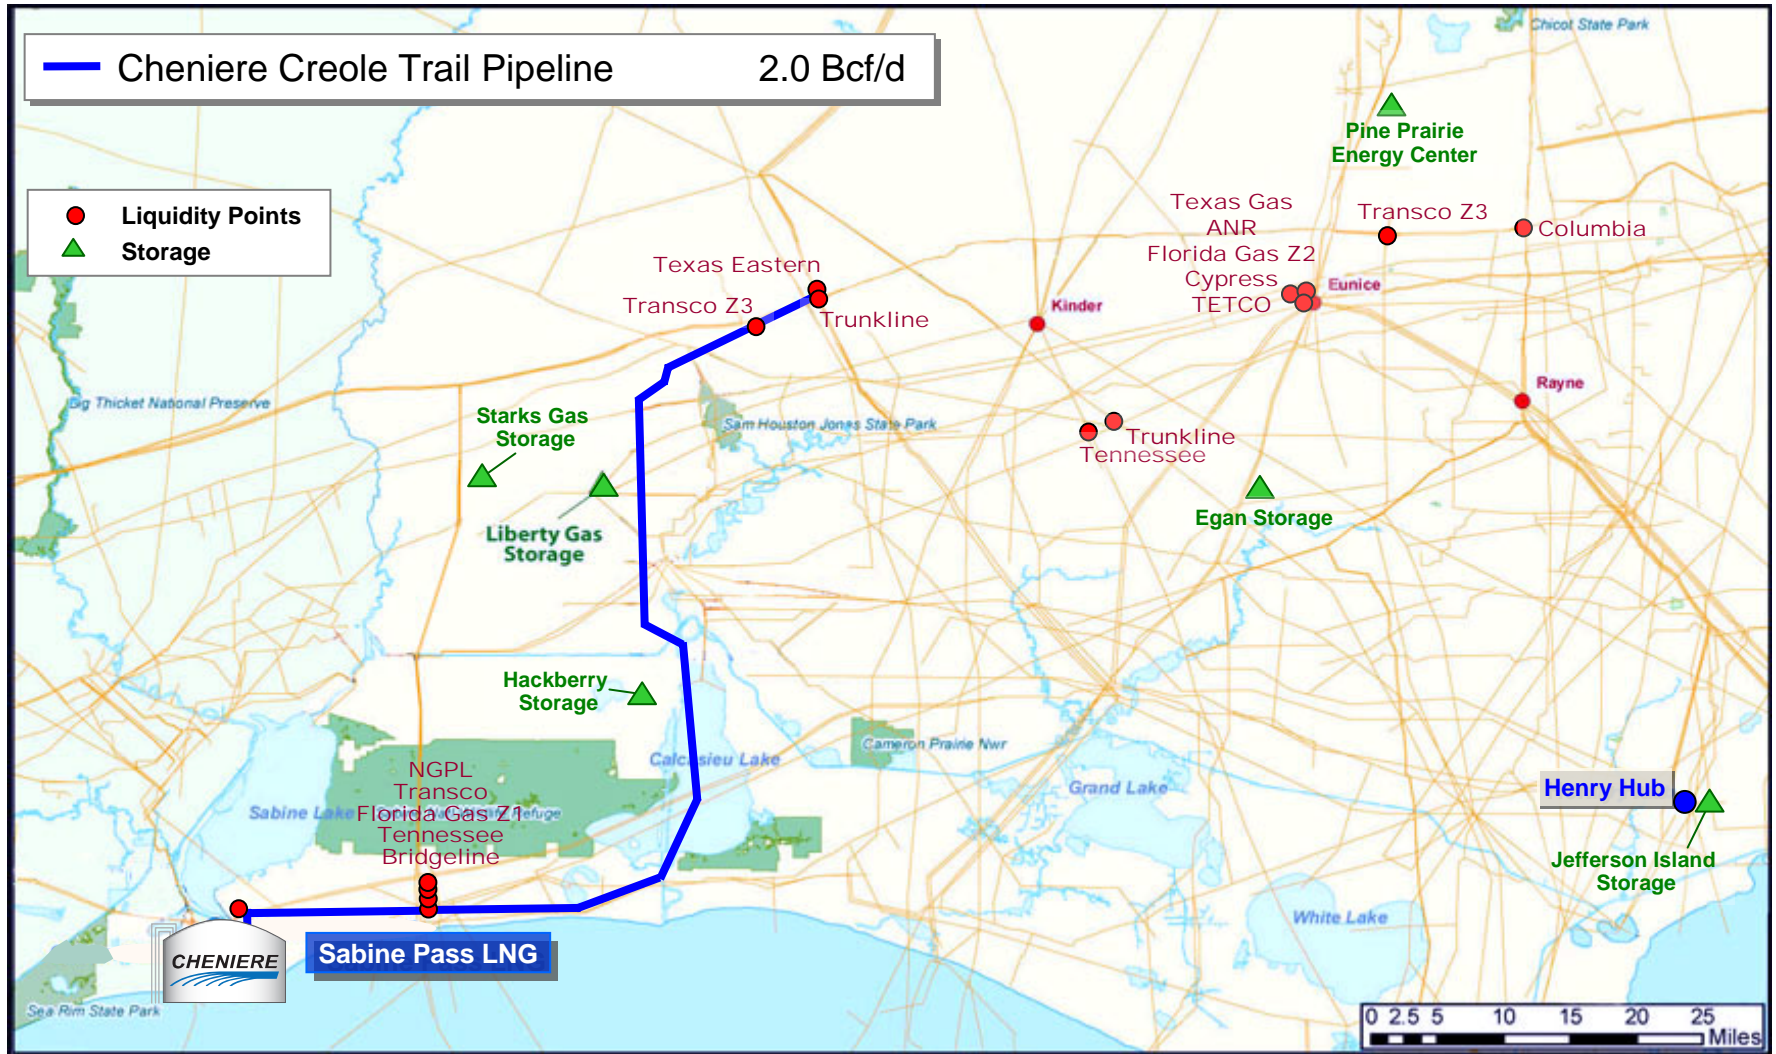 Chicot State Park
Cheniere Creole Trail Pipeline 2.0 Bcf/d
Pine Prairie
Energy Center
Liquidity Points
Storage
Texas Gas
ANR
Florida Gas Z2
Cypress
TETCO
Transco Z3
Columbia
Eunice
Texas Eastern
Transco Z3
Trunkline
Kinder
Rayne
Big Thicket National Preserve
Starks Gas
Storage
Sam Houston Jones State Park
Trunkline
Tennessee
Liberty Gas
Storage
Egan Storage
Hackberry
Storage
Calcasieu Lake
Cameron Prairie Nwr
Grand Lake
NGPL
Transco
Sabine Lake
Florida Gas Z1
Refuge
Tennessee
Bridgeline
Henry Hub
Jefferson Island
Storage
White Lake
CHENIERE
Sabine Pass LNG
Sea Rim State Park
0 2.5 5 10 15 20 25
Miles